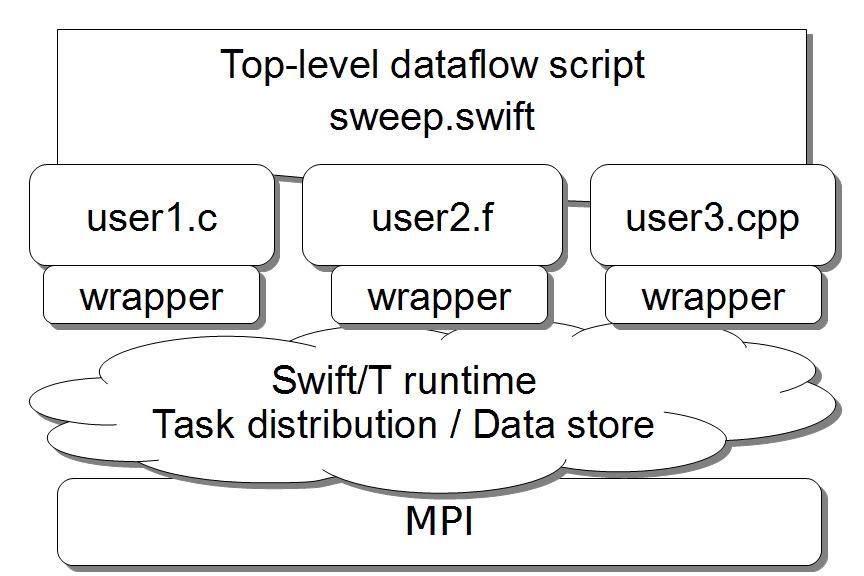 Top-level dataflow script
sweep.swift
user1.c
user2.f
user3.cpp
wrapper
wrapper
wrapper
Swift/T runtime
Task distribution / Data store
MPI